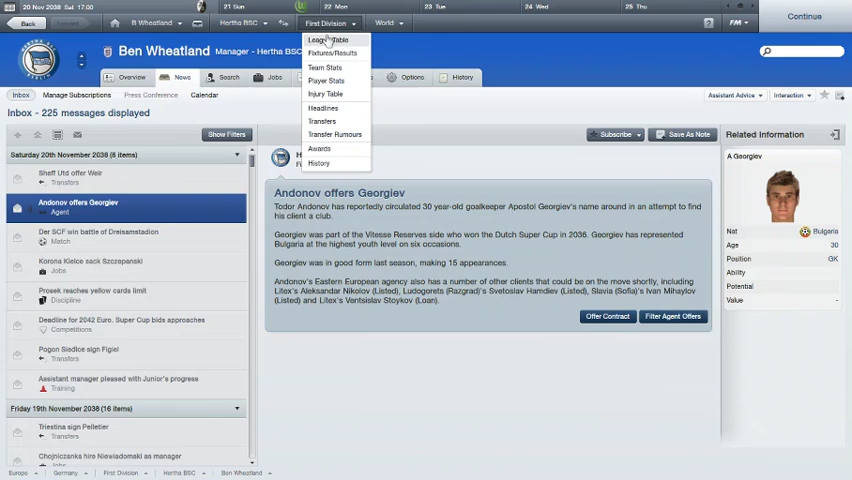 20 Nov 2038 Sat
21 Sun
22 Mon
23 Tue
24 Wed
25 Thu
Back
B Wheatland
Hertha BSC
First Division
World
?
FM
Continue
Ben Wheatland
Manager - Hertha BSC
Overview
News
Search
Jobs
Options
History
Inbox
Manage Subscriptions
Press Conference
Calendar
Assistant Advice
Interaction
Inbox - 225 messages displayed
Show Filters
Subscribe
Save As Note
Related Information
League Table
Fixtures/Results
Team Stats
Player Stats
Injury Table
Headlines
Transfers
Transfer Rumours
Awards
History
Saturday 20th November 2038 (8 items)
Sheff Utd offer Weir
Transfers
Andonov offers Georgiev
Agent
Der SCF win battle of Dreisamstadion
Match
Korona Kielce sack Szczepanski
Jobs
Prosek reaches yellow cards limit
Discipline
Deadline for 2042 Euro. Super Cup bids approaches
Competitions
Pogon Siedlce sign Figiel
Transfers
Assistant manager pleased with Junior's progress
Training
Friday 19th November 2038 (16 items)
Triestina sign Pelletier
Transfers
Chojniczanka hire Niewiadomski as manager
Jobs
Andonov offers Georgiev
Todor Andonov has reportedly circulated 30 year-old goalkeeper Apostol Georgiev's name around in an attempt to find
his client a club.
Georgiev was part of the Vitesse Reserves side who won the Dutch Super Cup in 2036. Georgiev has represented
Bulgaria at the highest youth level on six occasions.
Georgiev was in good form last season, making 15 appearances.
Andonov's Eastern European agency also has a number of other clients that could be on the move shortly, including
Litex's Aleksandar Nikolov (Listed), Ludogorets (Razgrad)'s Svetoslav Hamdiev (Listed), Slavia (Sofia)'s Ivan Mihaylov
(Listed) and Litex's Ventsislav Stoykov (Loan).
Offer Contract
Filter Agent Offers
A Georgiev
Nat Bulgaria
Age 30
Position GK
Ability
Potential
Value -
Europe
Germany
First Division
Hertha BSC
Ben Wheatland